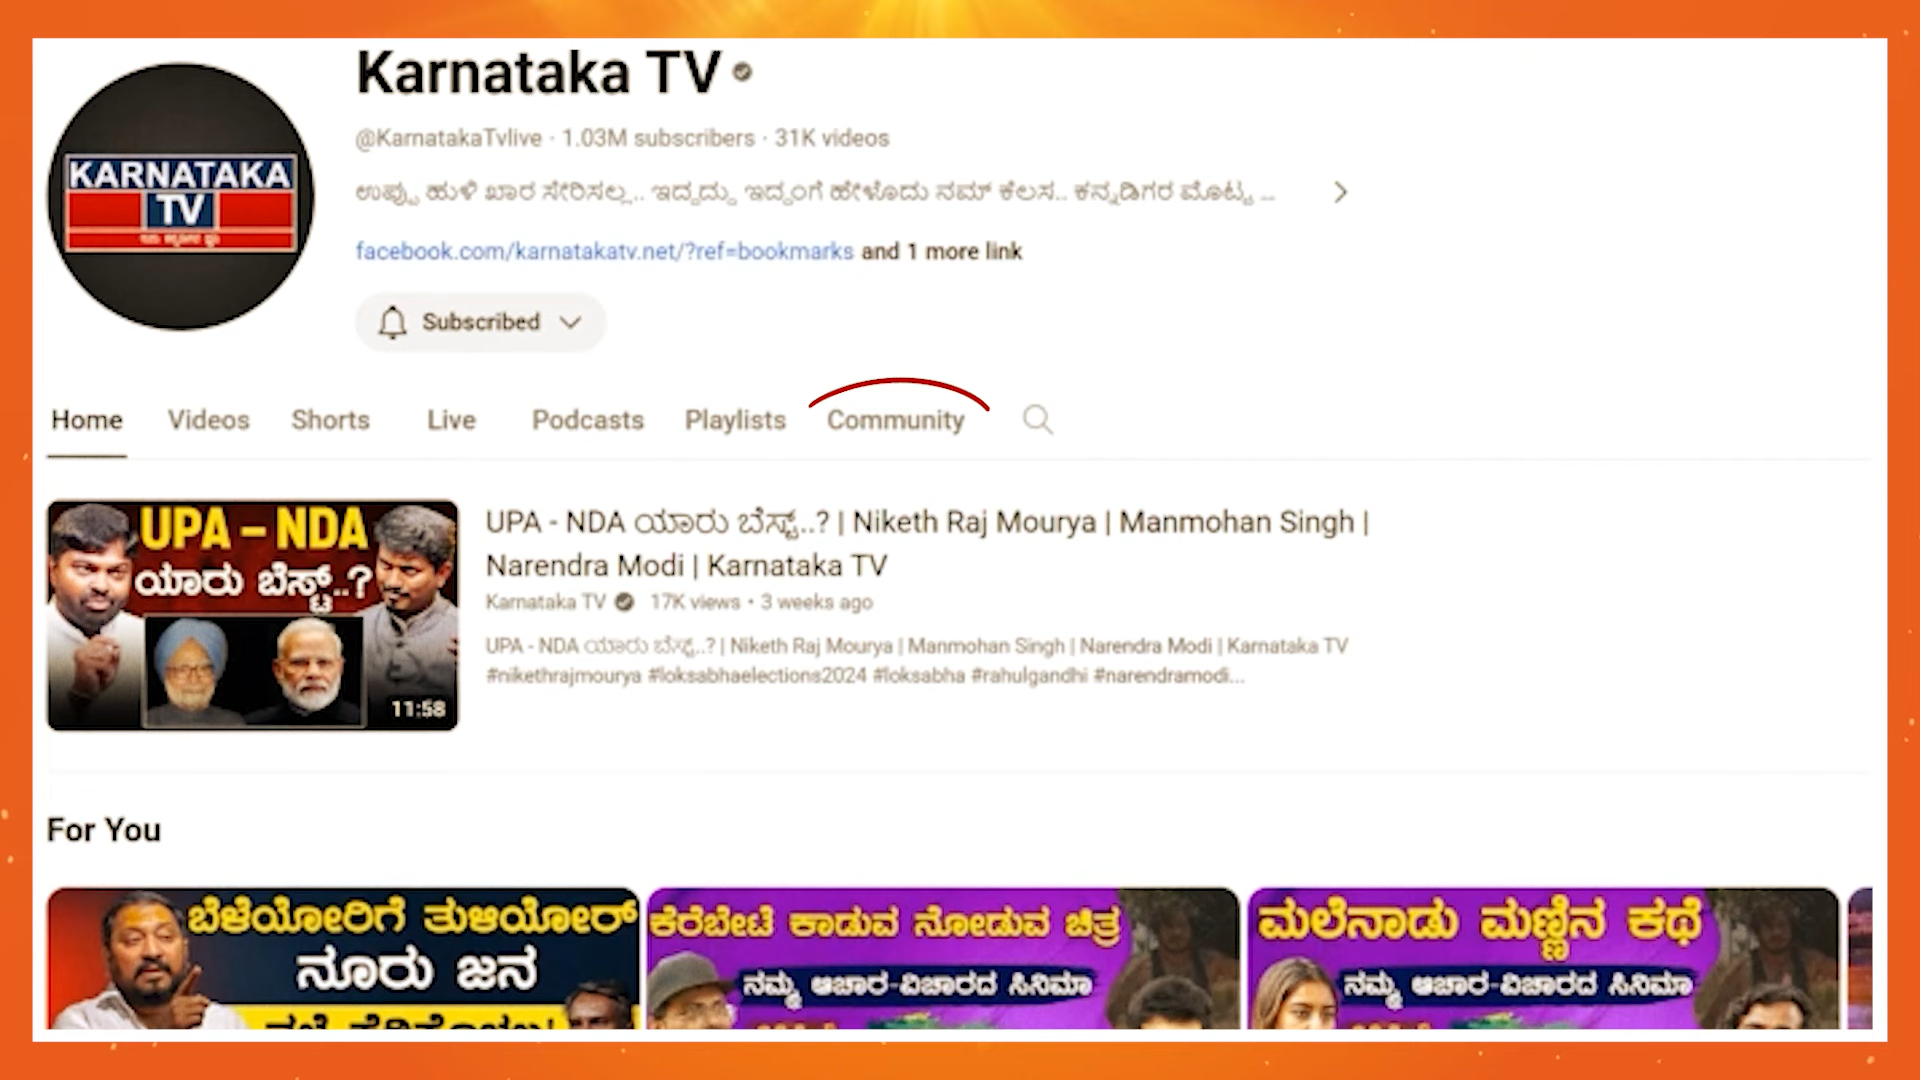 Karnataka TV
KARNATAKA
TV
@KarnatakaTvlive · 1.03M subscribers · 31K videos
ಉಪ್ಪು ಹುಳಿ ಖಾರ ಸೇರಿಸಲ್ಲ.. ಇದ್ದದ್ದು ಇದ್ದಂಗೆ ಹೇಳೊದು ನಮ್ ಕೆಲಸ.. ಕನ್ನಡಿಗರ ಮೊಟ್ಟ ...
facebook.com/karnatakatv.net/?ref=bookmarks and 1 more link
Subscribed
Home Videos Shorts Live Podcasts Playlists Community
UPA – NDA
ಯಾರು ಬೆಸ್ಟ್..?
11:58
UPA - NDA ಯಾರು ಬೆಸ್ಟ್..? | Niketh Raj Mourya | Manmohan Singh |
Narendra Modi | Karnataka TV
Karnataka TV 17K views • 3 weeks ago
UPA - NDA ಯಾರು ಬೆಸ್ಟ್..? | Niketh Raj Mourya | Manmohan Singh | Narendra Modi | Karnataka TV
#nikethrajmourya #loksabhaelections2024 #loksabha #rahulgandhi #narendramodi...
For You
ಬೆಳೆಯೋರಿಗೆ ತುಳಿಯೋರ್
ನೂರು ಜನ
ಕೆರೆಬೇಟೆ ಕಾಡುವ ನೋಡುವ ಚಿತ್ರ
ನಮ್ಮ ಆಚಾರ-ವಿಚಾರದ ಸಿನಿಮಾ
ಮಲೆನಾಡು ಮಣ್ಣಿನ ಕಥೆ
ನಮ್ಮ ಆಚಾರ-ವಿಚಾರದ ಸಿನಿಮಾ